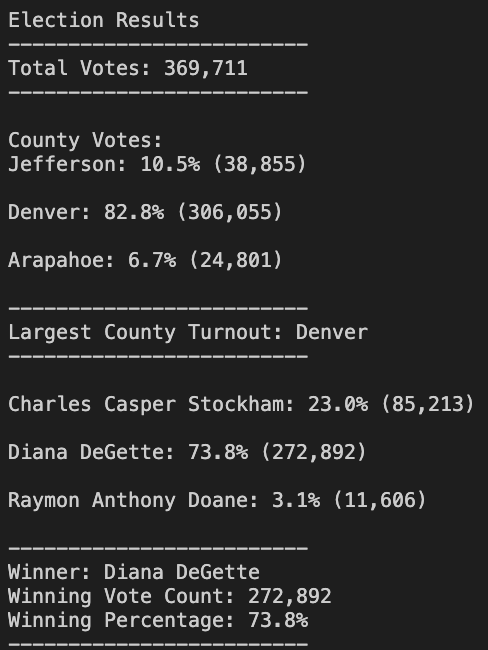 Election Results
-------------------------
Total Votes: 369,711
-------------------------
County Votes:
Jefferson: 10.5% (38,855)
Denver: 82.8% (306,055)
Arapahoe: 6.7% (24,801)
-------------------------
Largest County Turnout: Denver
-------------------------
Charles Casper Stockham: 23.0% (85,213)
Diana DeGette: 73.8% (272,892)
Raymon Anthony Doane: 3.1% (11,606)
-------------------------
Winner: Diana DeGette
Winning Vote Count: 272,892
Winning Percentage: 73.8%
-------------------------